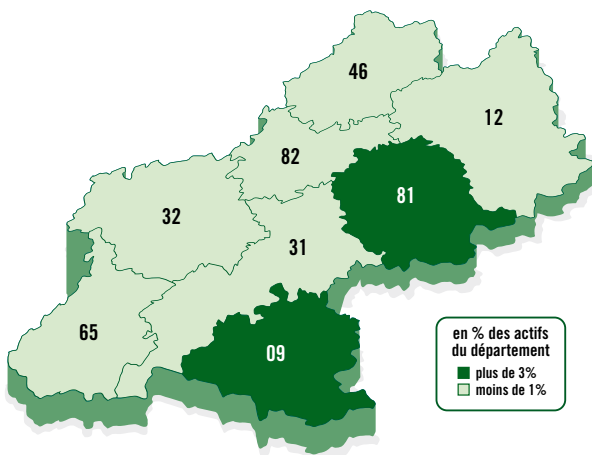 46
12
82
81
32
31
65
09
en % des actifs
du département
plus de 3%
moins de 1%